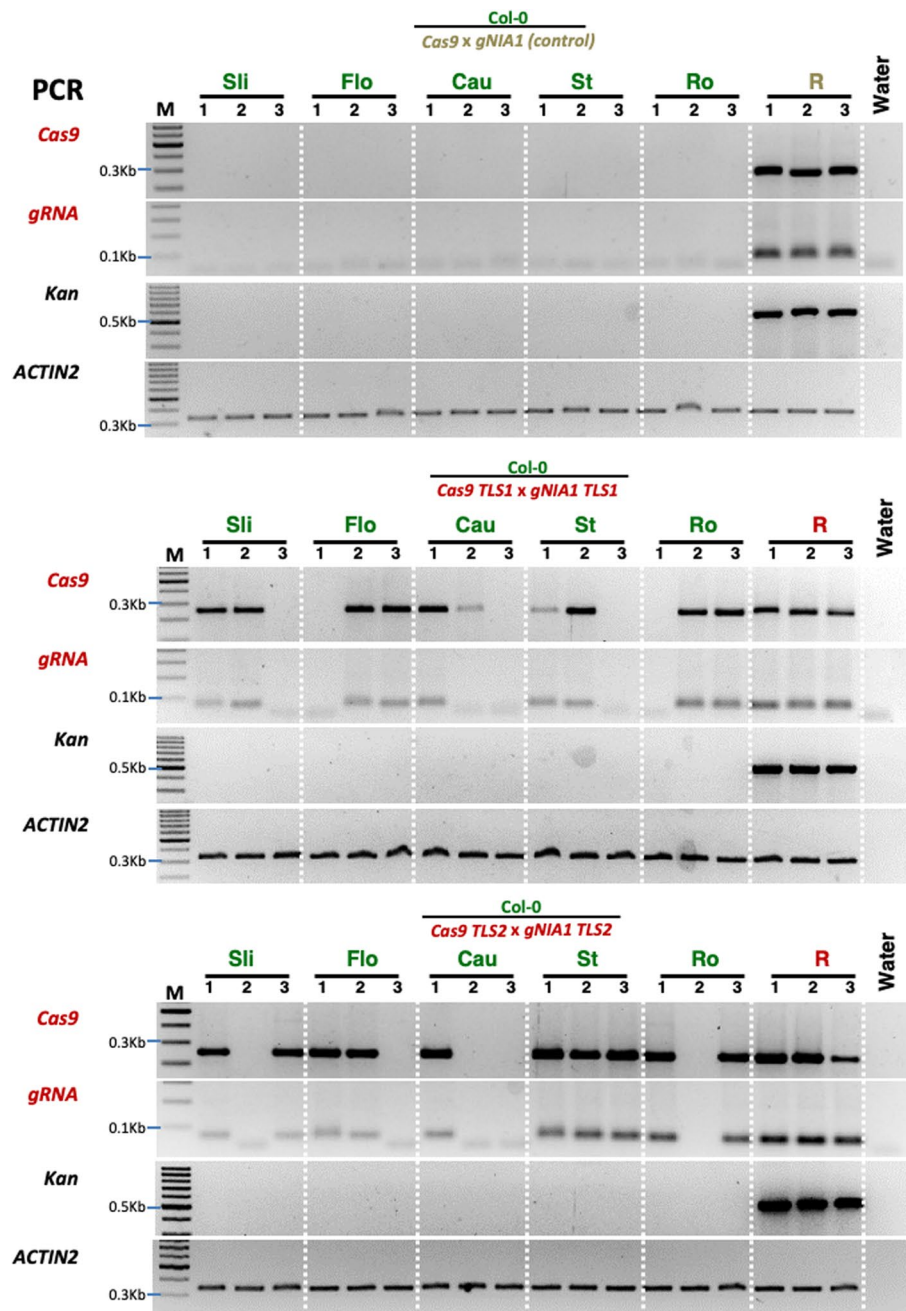 Col-0
Cas9 x gNIA1 (control)
PCR
Sli Flo Cau St Ro R Water
M 1 2 3 1 2 3 1 2 3 1 2 3 1 2 3 1 2 3
Cas9
0.3Kb
gRNA
0.1Kb
Kan
0.5Kb
ACTIN2
0.3Kb
Col-0
Cas9 TLS1 x gNIA1 TLS1
Sli Flo Cau St Ro R Water
M 1 2 3 1 2 3 1 2 3 1 2 3 1 2 3 1 2 3
Cas9
0.3Kb
gRNA
0.1Kb
Kan
0.5Kb
ACTIN2
0.3Kb
Col-0
Cas9 TLS2 x gNIA1 TLS2
Sli Flo Cau St Ro R Water
M 1 2 3 1 2 3 1 2 3 1 2 3 1 2 3 1 2 3
Cas9
0.3Kb
gRNA
0.1Kb
Kan
0.5Kb
ACTIN2
0.3Kb